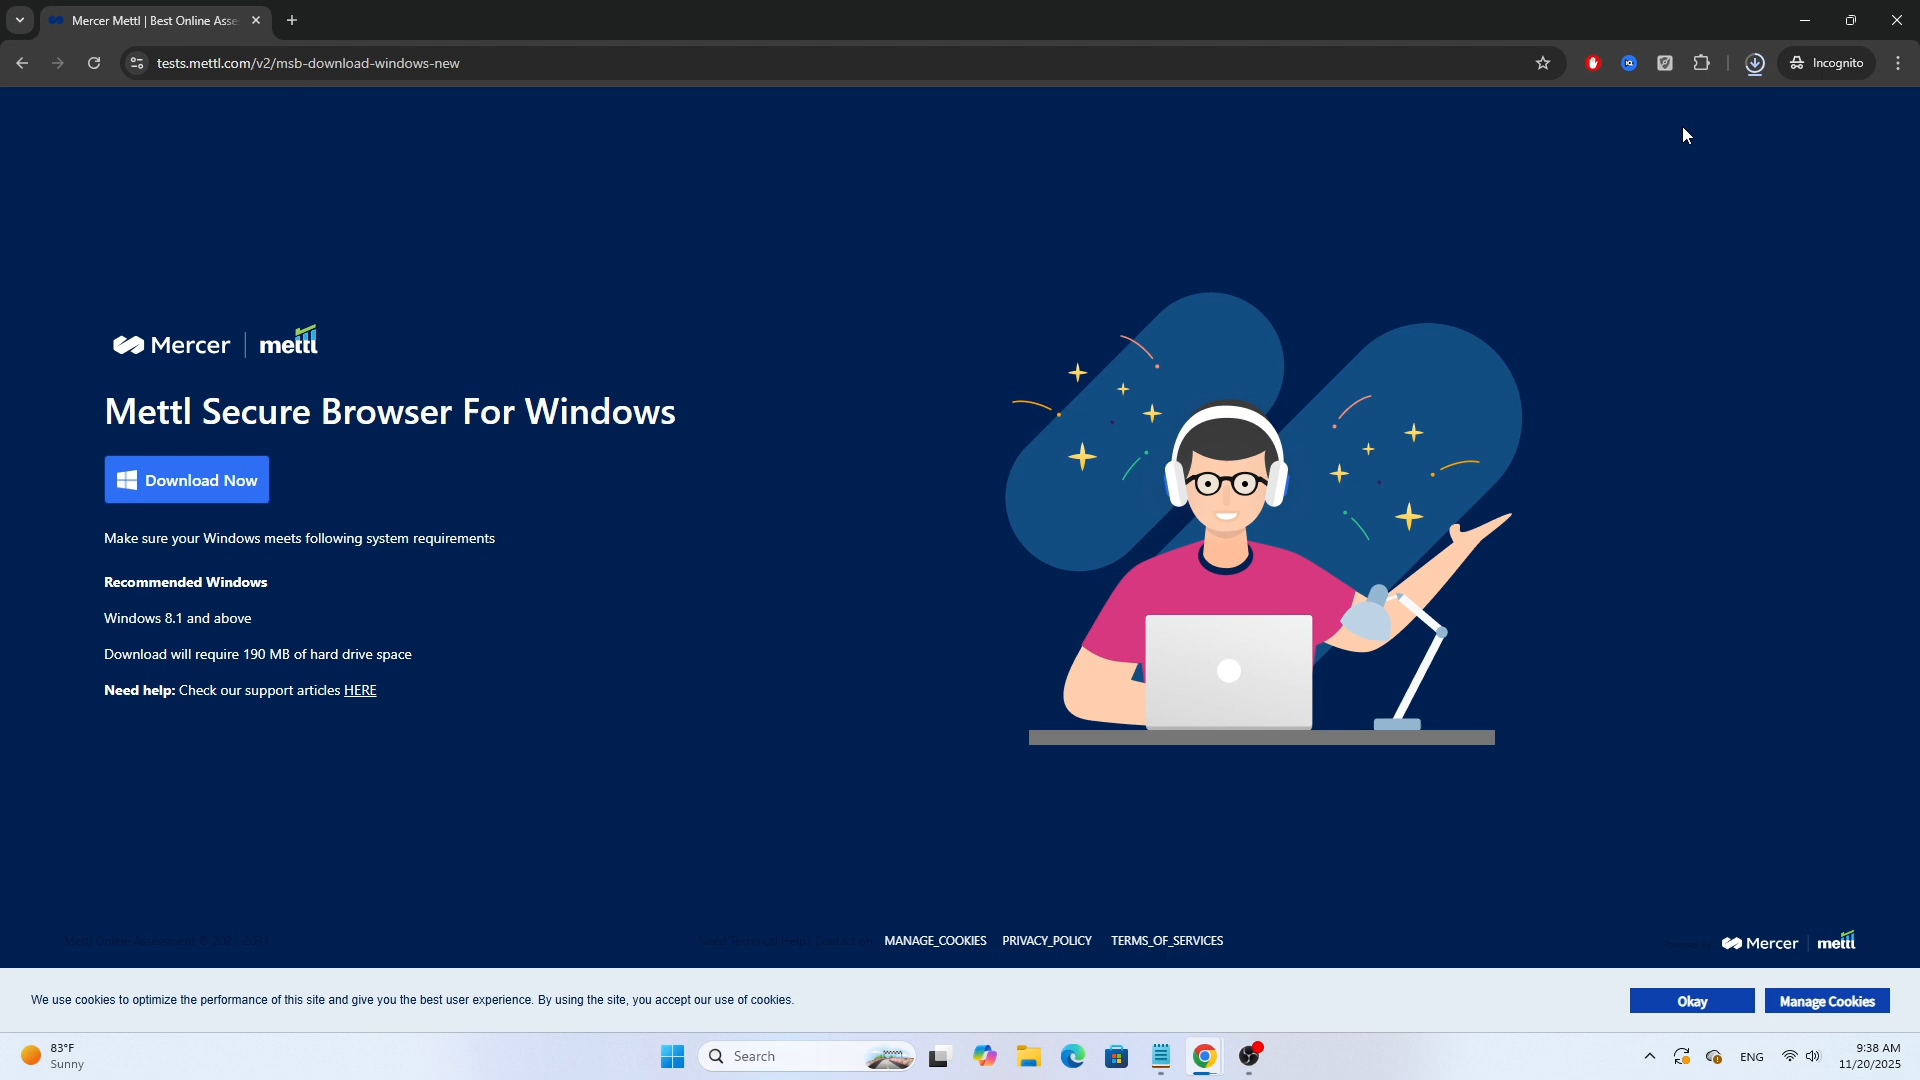 Mercer Mettl | Best Online Asse
tests.mettl.com/v2/msb-download-windows-new
Incognito
Mercer | mettl
Mettl Secure Browser For Windows
Download Now
Make sure your Windows meets following system requirements
Recommended Windows
Windows 8.1 and above
Download will require 190 MB of hard drive space
Need help: Check our support articles HERE
MANAGE_COOKIES PRIVACY_POLICY TERMS_OF_SERVICES
Mercer | mettl
We use cookies to optimize the performance of this site and give you the best user experience. By using the site, you accept our use of cookies.
Okay
Manage Cookies
83°F
Sunny
Search
ENG
9:38 AM
11/20/2025